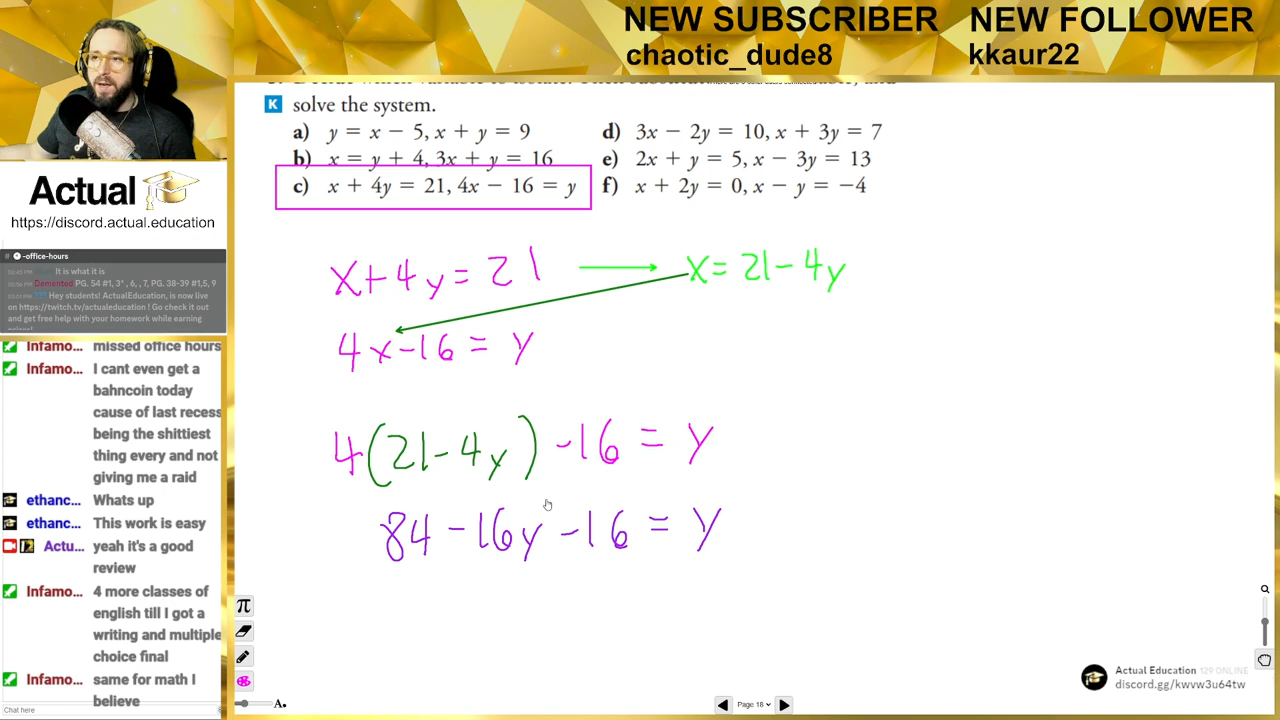 NEW SUBSCRIBER
chaotic_dude8
NEW FOLLOWER
kkaur22
Actual
https://discord.actual.education
# -office-hours
It is what it is
Demented PG. 54 #1, 3* , 6, , 7, PG. 38-39 #1,5, 9
Hey students! ActualEducation, is now live
on https://twitch.tv/actualeducation ! Go check it out
and get free help with your homework while earning
Infamo... missed office hours
Infamo... I cant even get a
bahncoin today
cause of last recess
being the shittiest
thing every and not
giving me a raid
ethanc... Whats up
ethanc... This work is easy
Actu... yeah it's a good
review
Infamo... 4 more classes of
english till I got a
writing and multiple
choice final
Infamo... same for math I
believe
Chat here
K solve the system.
a) y = x − 5, x + y = 9
b) x = y + 4, 3x + y = 16
c) x + 4y = 21, 4x − 16 = y
d) 3x − 2y = 10, x + 3y = 7
e) 2x + y = 5, x − 3y = 13
f) x + 2y = 0, x − y = −4
x+4y=21 → x=21-4y
4x-16=y
4(21-4y)-16=y
84-16y-16=y
π
A.
Page 18
Actual Education 129 ONLINE
discord.gg/kwvw3u64tw